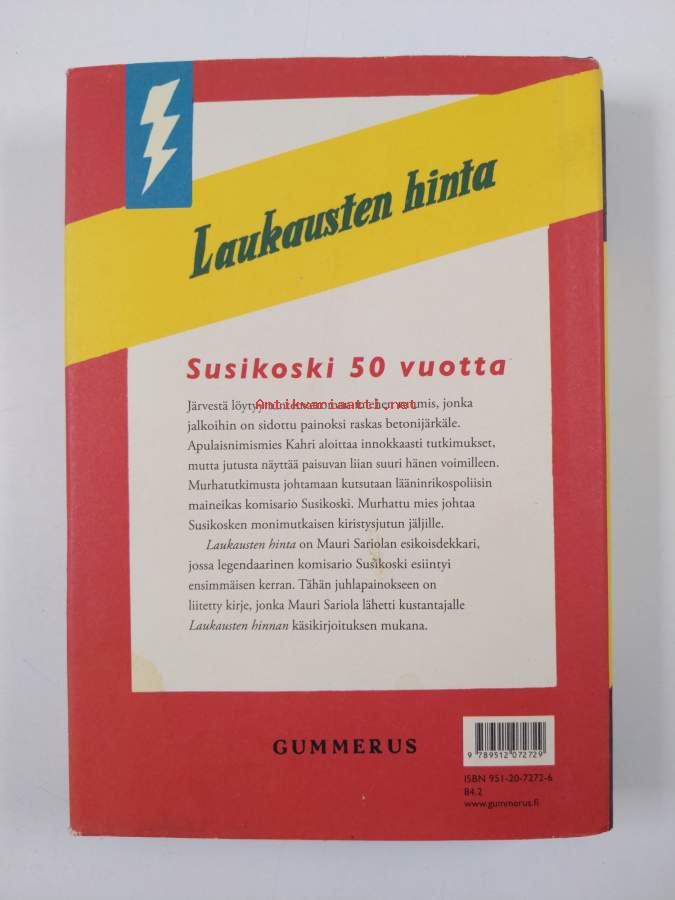 Laukausten hinta
Susikoski 50 vuotta
Järvestä löytyy
Antikvariaatti.net
ruumis, jonka
jalkoihin on sidottu painoksi raskas betonijärkäle.
Apulaisnimismies Kahri aloittaa innokkaasti tutkimukset,
mutta jutusta näyttää paisuvan liian suuri hänen voimilleen.
Murhatutkimusta johtamaan kutsutaan lääninrikospoliisin
maineikas komisario Susikoski. Murhattu mies johtaa
Susikosken monimutkaisen kiristysjutun jäljille.
Laukausten hinta on Mauri Sariolan esikoisdekkari,
jossa legendaarinen komisario Susikoski esiintyi
ensimmäisen kerran. Tähän juhlapainokseen on
liitetty kirje, jonka Mauri Sariola lähetti kustantajalle
Laukausten hinnan käsikirjoituksen mukana.
GUMMERUS
9 789512 072729
ISBN 951-20-7272-6
84.2
www.gummerus.fi